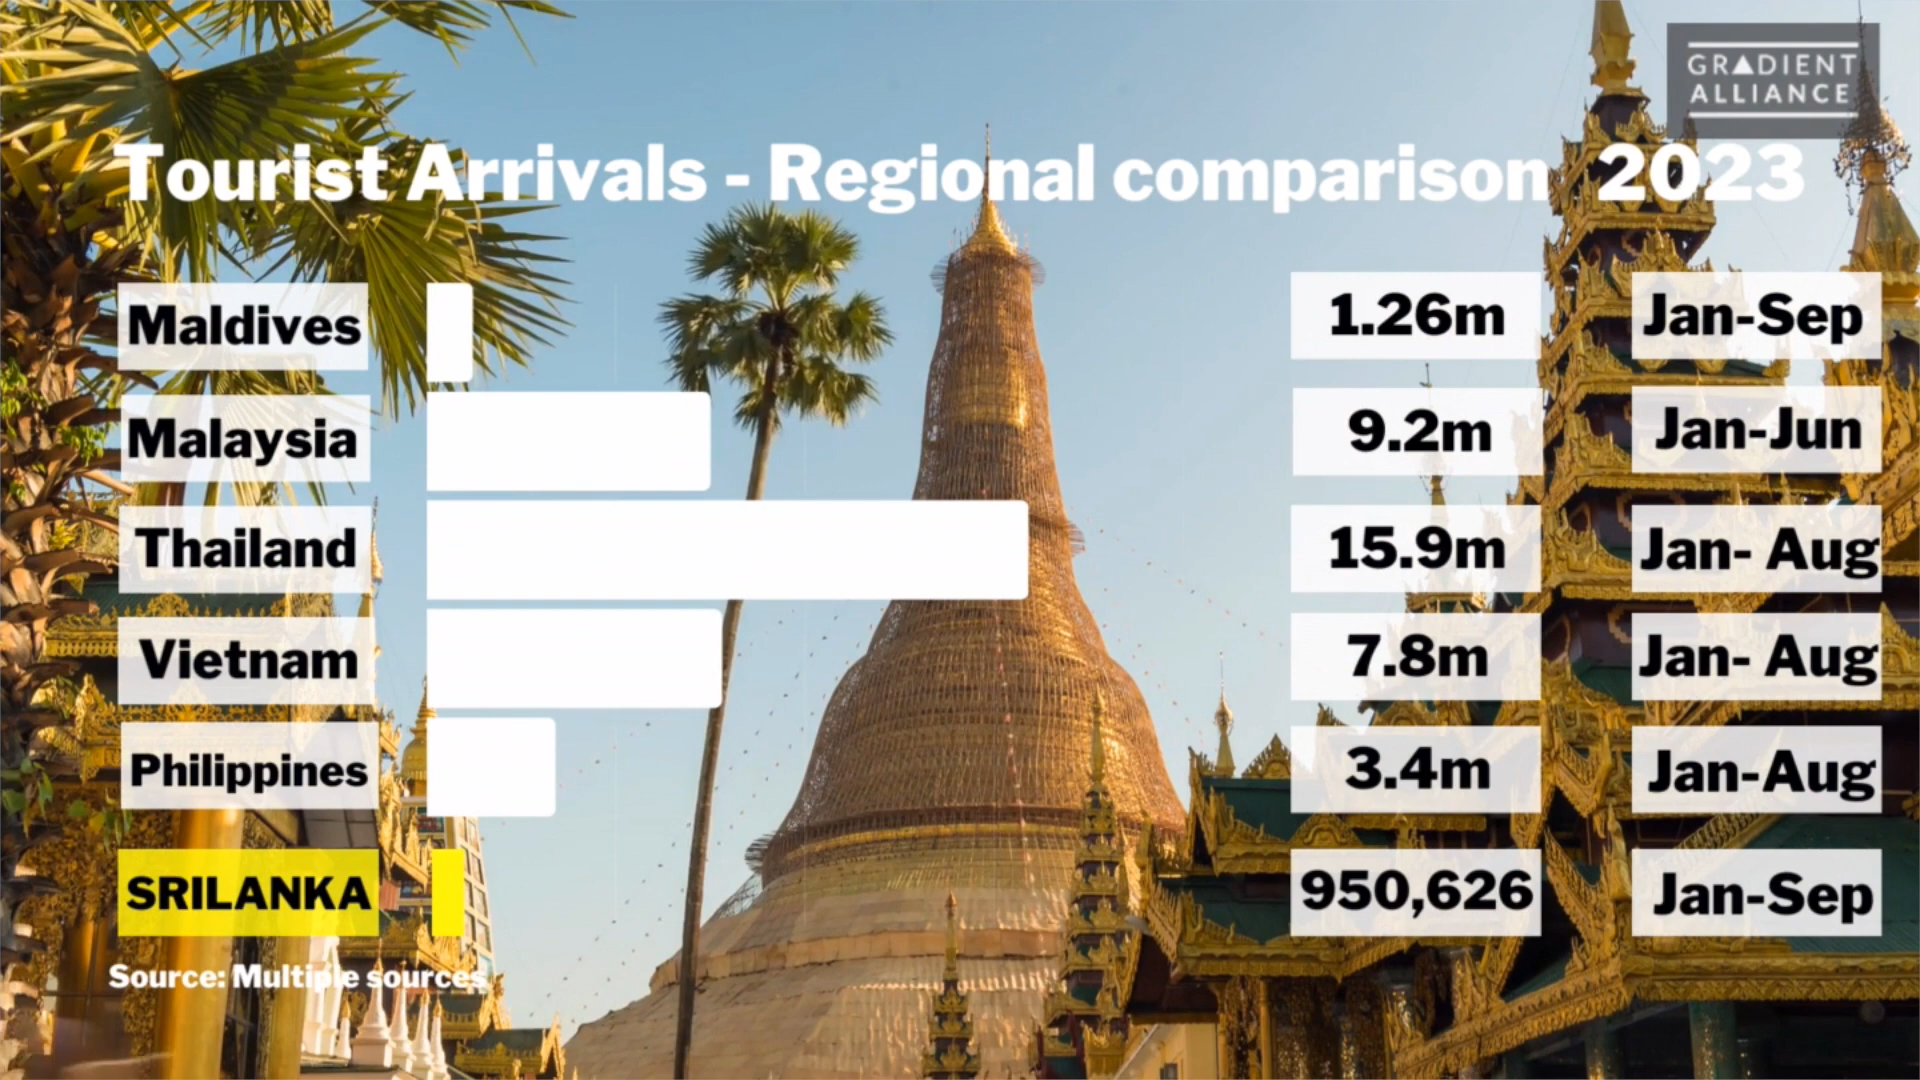 GRADIENT
ALLIANCE
Tourist Arrivals - Regional comparison 2023
Maldives 1.26m Jan-Sep
Malaysia 9.2m Jan-Jun
Thailand 15.9m Jan- Aug
Vietnam 7.8m Jan- Aug
Philippines 3.4m Jan-Aug
SRILANKA 950,626 Jan-Sep
Source: Multiple sources